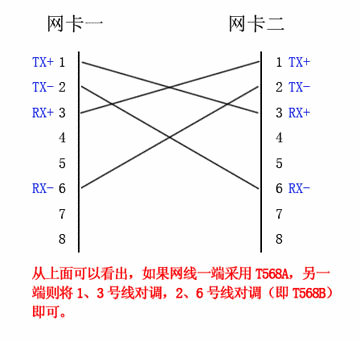 网卡一 网卡二
TX+ 1 1 TX+
TX- 2 2 TX-
RX+ 3 3 RX+
4 4
5 5
RX- 6 6 RX-
7 7
8 8
从上面可以看出，如果网线一端采用T568A，另一
端则将1、3号线对调，2、6号线对调（即T568B）
即可。